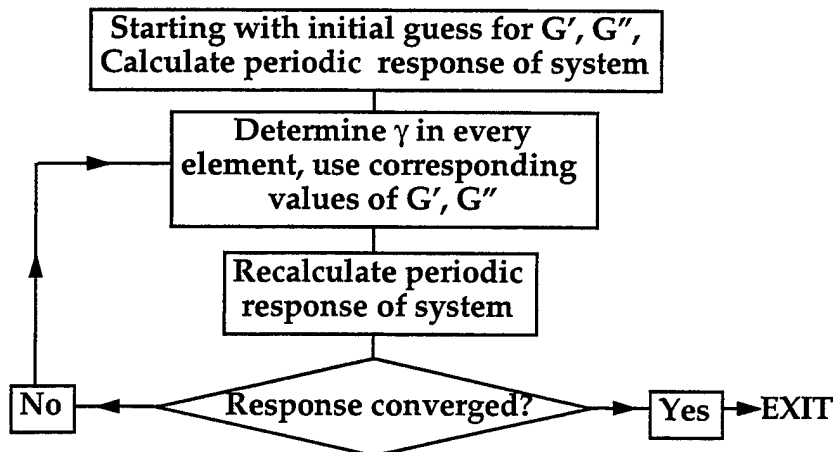 Starting with initial guess for G′, G″,
Calculate periodic response of system
Determine γ in every
element, use corresponding
values of G′, G″
Recalculate periodic
response of system
No
Response converged?
Yes
EXIT